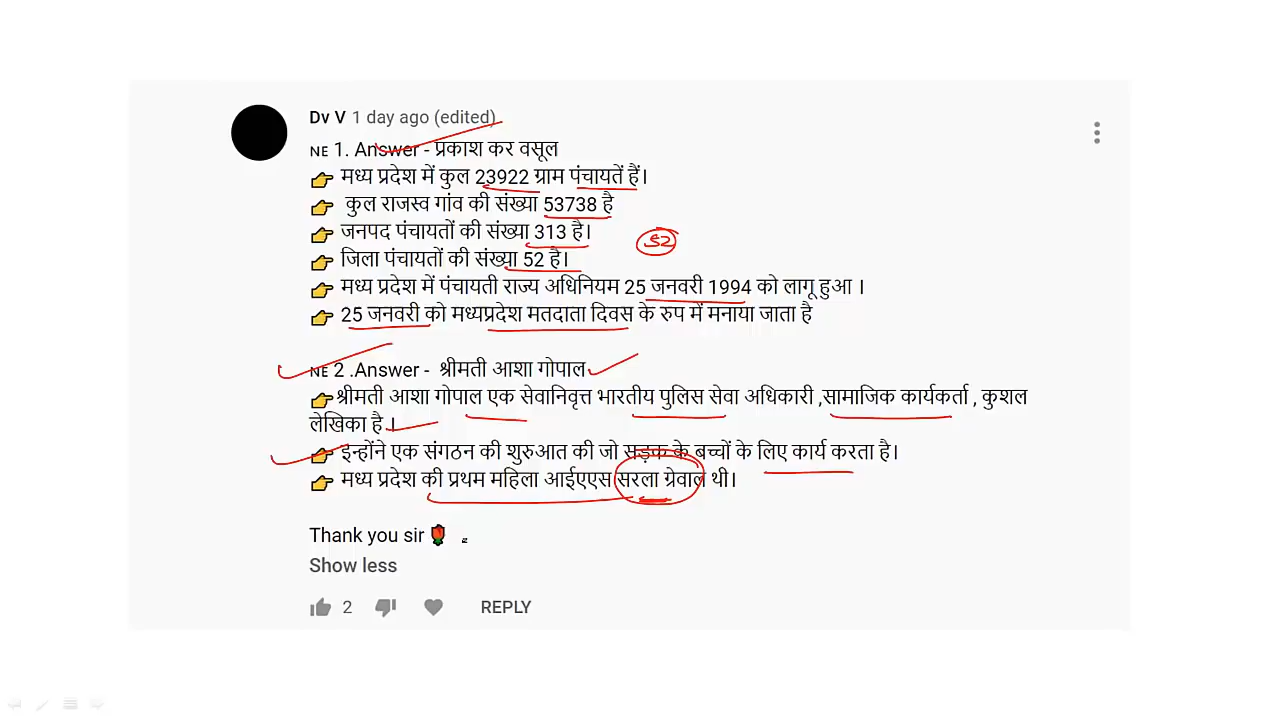 Dv V 1 day ago (edited)
NE 1. Answer - प्रकाश कर वसूल
👉 मध्य प्रदेश में कुल 23922 ग्राम पंचायतें हैं।
👉 कुल राजस्व गांव की संख्या 53738 है
👉 जनपद पंचायतों की संख्या 313 है।
52
👉 जिला पंचायतों की संख्या 52 है।
👉 मध्य प्रदेश में पंचायती राज्य अधिनियम 25 जनवरी 1994 को लागू हुआ ।
👉 25 जनवरी को मध्यप्रदेश मतदाता दिवस के रुप में मनाया जाता है
NE 2 .Answer - श्रीमती आशा गोपाल
👉श्रीमती आशा गोपाल एक सेवानिवृत्त भारतीय पुलिस सेवा अधिकारी ,सामाजिक कार्यकर्ता , कुशल
लेखिका है ।
👉 इन्होंने एक संगठन की शुरुआत की जो सड़क के बच्चों के लिए कार्य करता है।
👉 मध्य प्रदेश की प्रथम महिला आईएएस सरला ग्रेवाल थी।
Thank you sir 🌹
Show less
2 REPLY